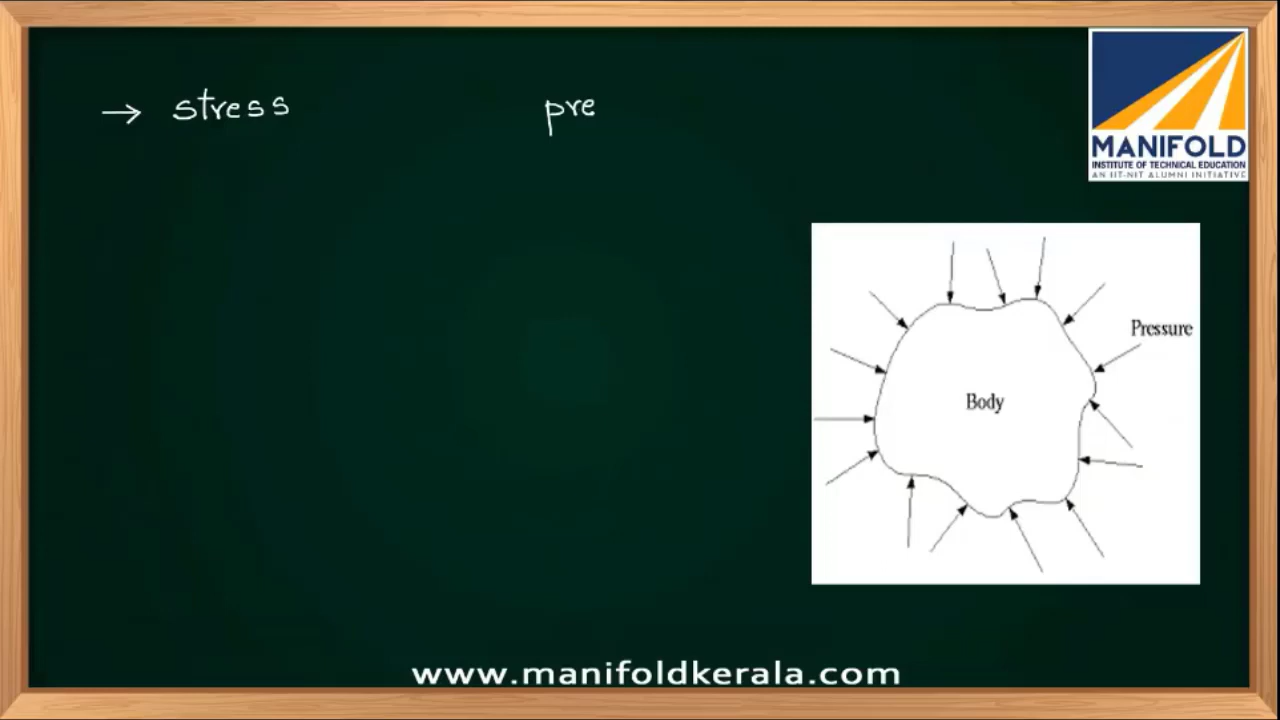 → stress pre
MANIFOLD
INSTITUTE OF TECHNICAL EDUCATION
AN IIT-NIT ALUMNI INITIATIVE
Pressure
Body
www.manifoldkerala.com